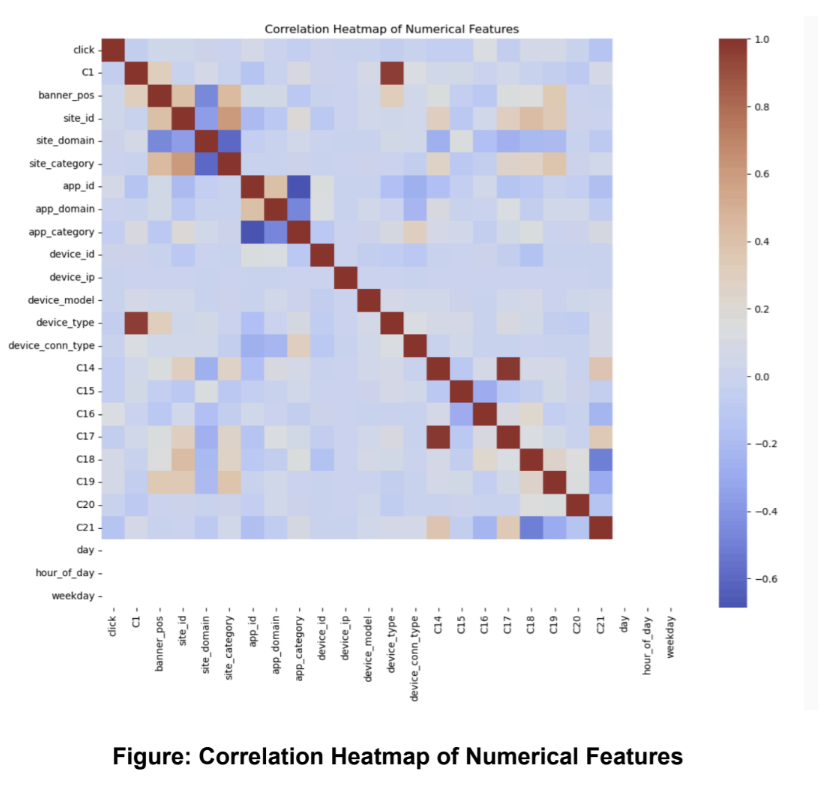 Correlation Heatmap of Numerical Features
click
C1
banner_pos
site_id
site_domain
site_category
app_id
app_domain
app_category
device_id
device_ip
device_model
device_type
device_conn_type
C14
C15
C16
C17
C18
C19
C20
C21
day
hour_of_day
weekday
click
C1
banner_pos
site_id
site_domain
site_category
app_id
app_domain
app_category
device_id
device_ip
device_model
device_type
device_conn_type
C14
C15
C16
C17
C18
C19
C20
C21
day
hour_of_day
weekday
1.0
0.8
0.6
0.4
0.2
0.0
−0.2
−0.4
−0.6
Figure: Correlation Heatmap of Numerical Features